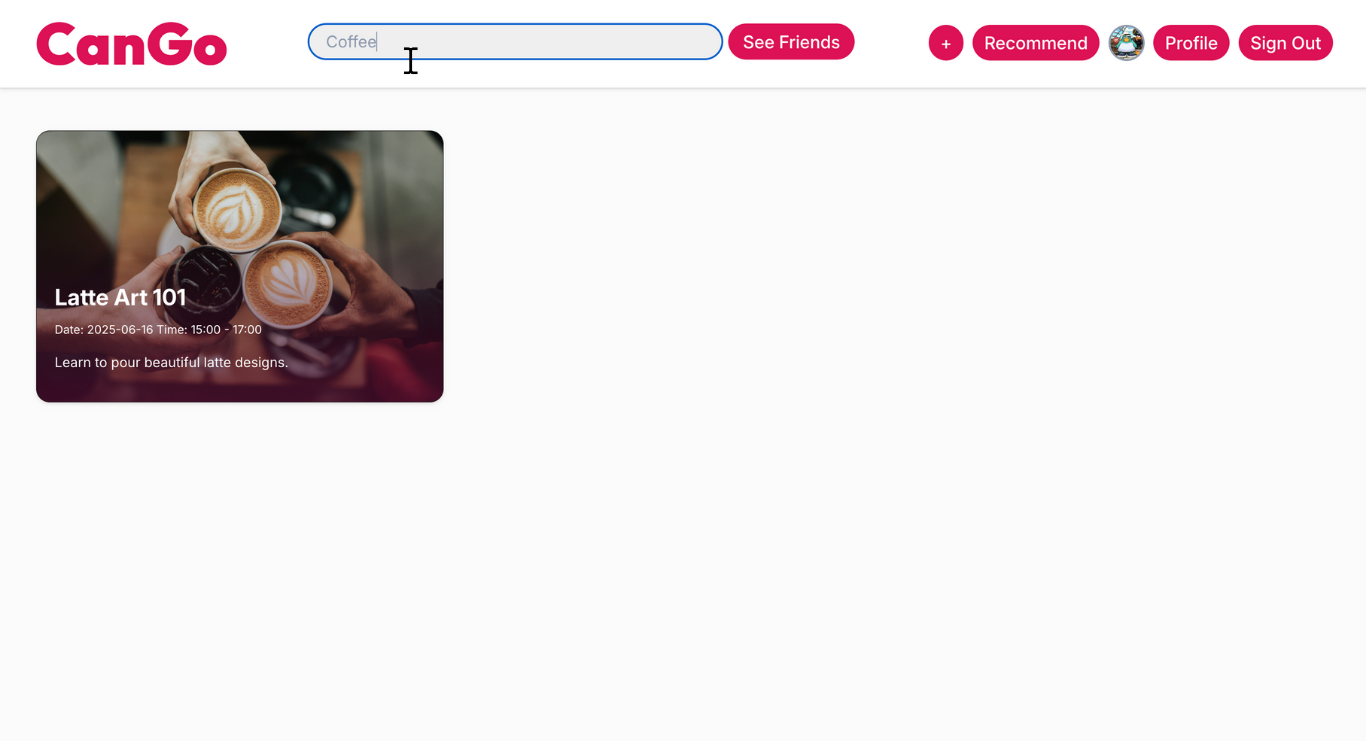 CanGo
Coffee
See Friends
+
Recommend
Profile
Sign Out
Latte Art 101
Date: 2025-06-16 Time: 15:00 - 17:00
Learn to pour beautiful latte designs.